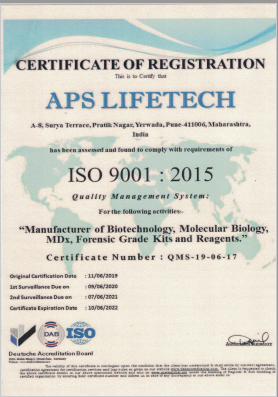 CERTIFICATE OF REGISTRATION
This is to Certify that
APS LIFETECH
A-8, Surya Terrace, Pratik Nagar, Yerwada, Pune-411006, Maharashtra,
India
has been assessed and found to comply with requirements of
ISO 9001 : 2015
Quality Management System:
For the following activities-
“Manufacturer of Biotechnology, Molecular Biology,
MDx, Forensic Grade Kits and Reagents.”
Certificate Number : QMS-19-06-17
Original Certification Date : 11/06/2019
1st Surveillance Due on : 09/06/2020
2nd Surveillance Due on : 07/06/2021
Certificate Expiration Date : 10/06/2022
DAB
ISO
Deutsche Accreditation Board